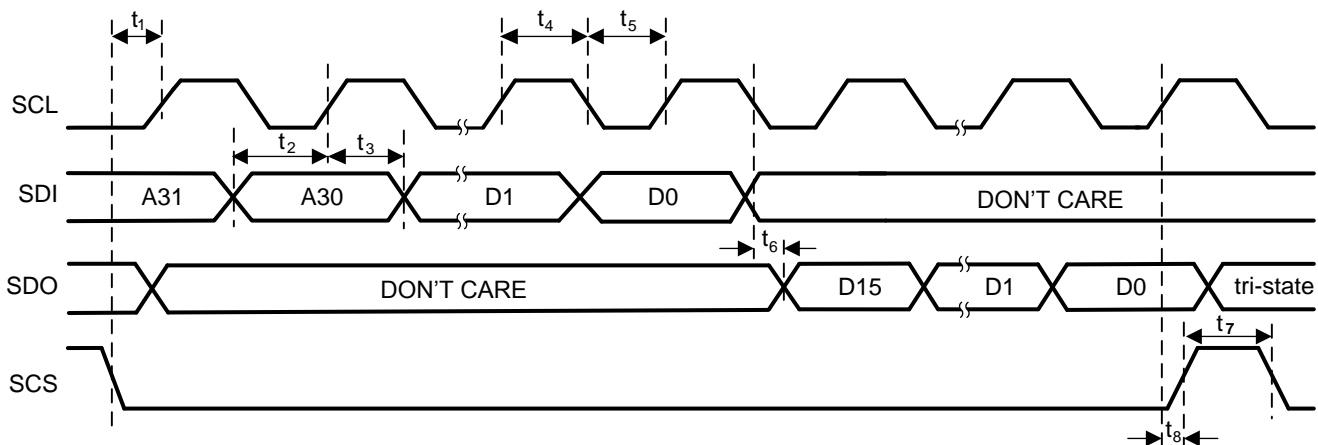 t1 t4 t5
SCL
t2 t3
SDI A31 A30 D1 D0 DON'T CARE
t6
SDO DON'T CARE D15 D1 D0 tri-state
t7
SCS
t8